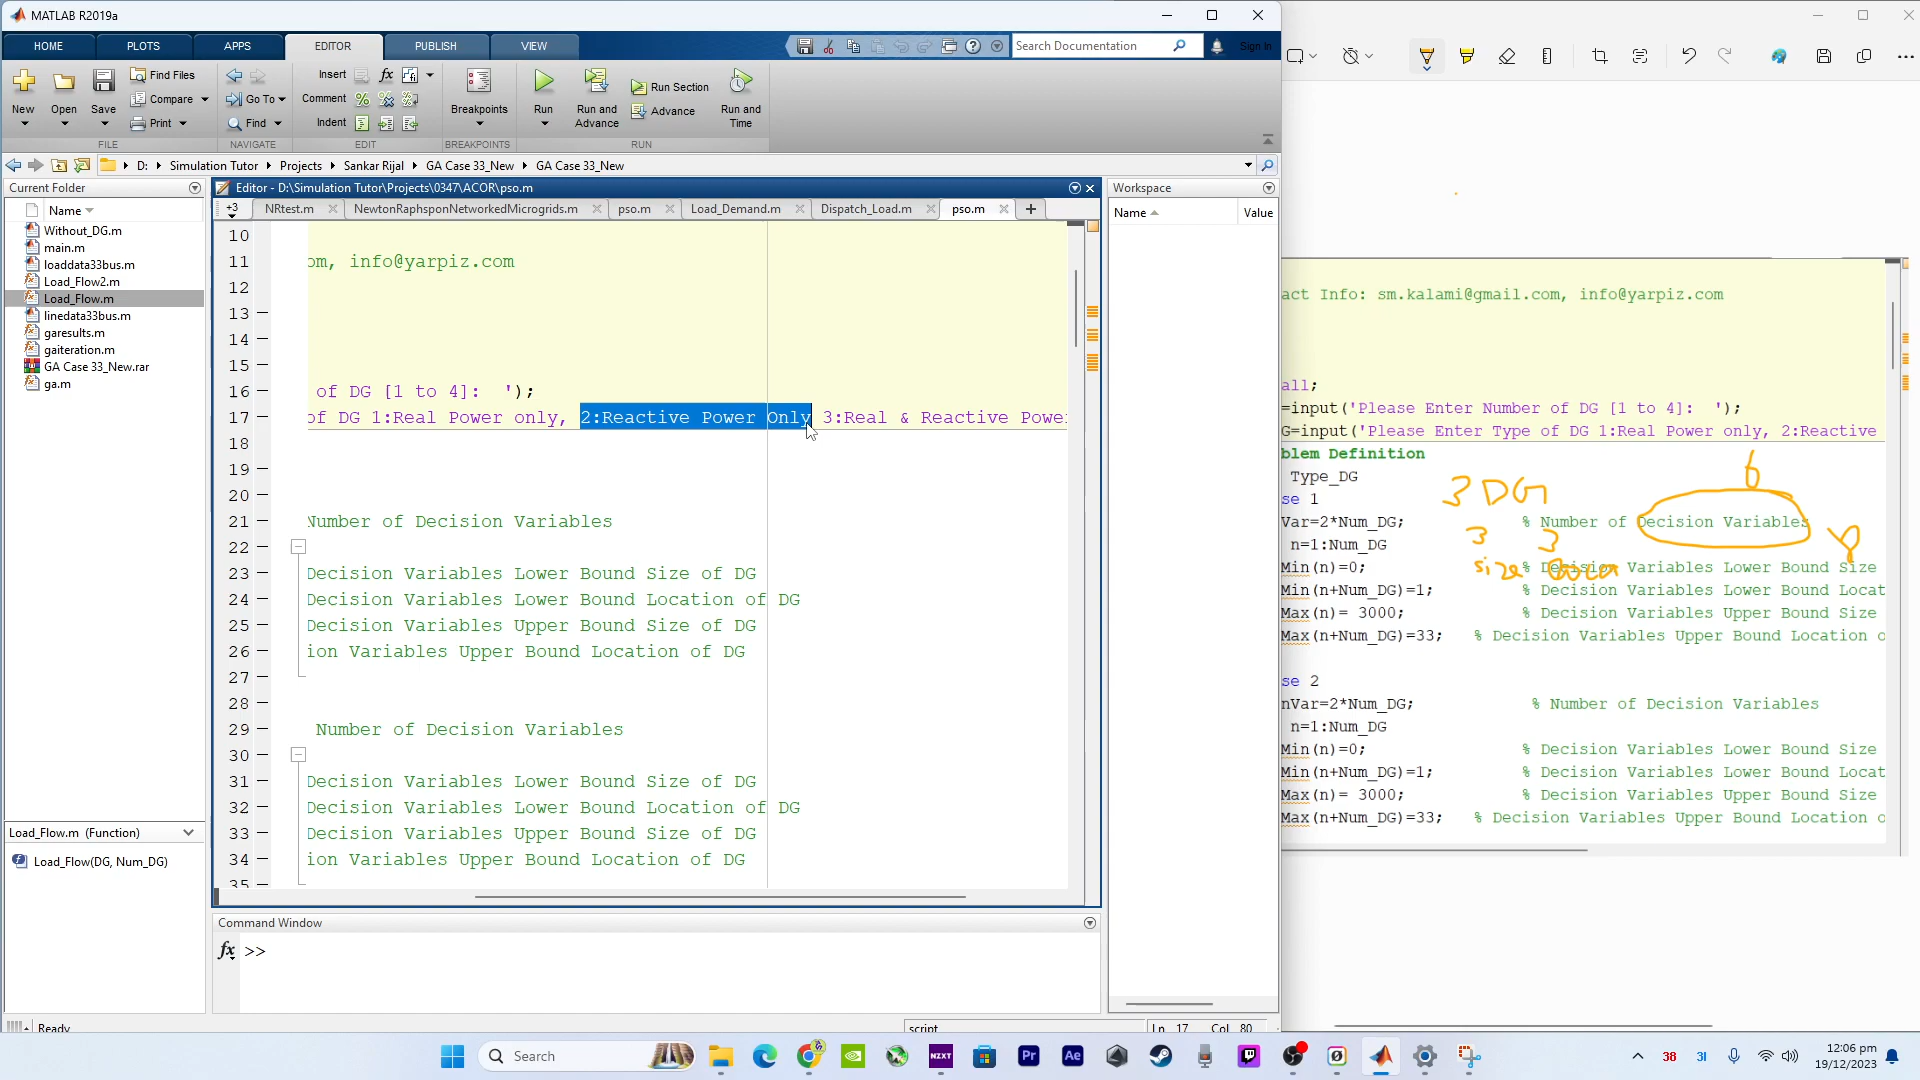 MATLAB R2019a
HOME
PLOTS
APPS
EDITOR
PUBLISH
VIEW
Search Documentation
Sign In
New
Open
Save
Find Files
Compare
Print
Go To
Find
Insert
Comment
Indent
Breakpoints
Run
Run and Advance
Run Section
Advance
Run and Time
FILE
NAVIGATE
EDIT
BREAKPOINTS
RUN
D: Simulation Tutor Projects Sankar Rijal GA Case 33_New GA Case 33_New
Current Folder
Name
Without_DG.m
main.m
loaddata33bus.m
Load_Flow2.m
Load_Flow.m
linedata33bus.m
garesults.m
gaiteration.m
GA Case 33_New.rar
ga.m
Load_Flow.m (Function)
Load_Flow(DG, Num_DG)
Editor - D:\Simulation Tutor\Projects\0347\ACOR\pso.m
+3 NRtest.m NewtonRaphsponNetworkedMicrogrids.m pso.m Load_Demand.m Dispatch_Load.m pso.m
10
11 om, info@yarpiz.com
12
13
14
15
16 of DG [1 to 4]:  ');
17 of DG 1:Real Power only, 2:Reactive Power Only 3:Real & Reactive Power
18
19
20
21 Number of Decision Variables
22
23 Decision Variables Lower Bound Size of DG
24 Decision Variables Lower Bound Location of DG
25 Decision Variables Upper Bound Size of DG
26 ion Variables Upper Bound Location of DG
27
28
29 Number of Decision Variables
30
31 Decision Variables Lower Bound Size of DG
32 Decision Variables Lower Bound Location of DG
33 Decision Variables Upper Bound Size of DG
34 ion Variables Upper Bound Location of DG
35
Command Window
fx >>
Workspace
Name Value
Ready
script
Ln 17 Col 80
act Info: sm.kalami@gmail.com, info@yarpiz.com
all;
=input('Please Enter Number of DG [1 to 4]:  ');
G=input('Please Enter Type of DG 1:Real Power only, 2:Reactive
blem Definition
6
Type_DG
3 DG
se 1
Var=2*Num_DG; % Number of Decision Variables
3 3
n=1:Num_DG
Min(n)=0; % Decision Variables Lower Bound Size
size
Min(n+Num_DG)=1; % Decision Variables Lower Bound Locat
Max(n)= 3000; % Decision Variables Upper Bound Size
Max(n+Num_DG)=33; % Decision Variables Upper Bound Location o
se 2
nVar=2*Num_DG; % Number of Decision Variables
n=1:Num_DG
Min(n)=0; % Decision Variables Lower Bound Size
Min(n+Num_DG)=1; % Decision Variables Lower Bound Locat
Max(n)= 3000; % Decision Variables Upper Bound Size
Max(n+Num_DG)=33; % Decision Variables Upper Bound Location o
Search
NZXT
Pr
Ae
38
31
12:06 pm
19/12/2023